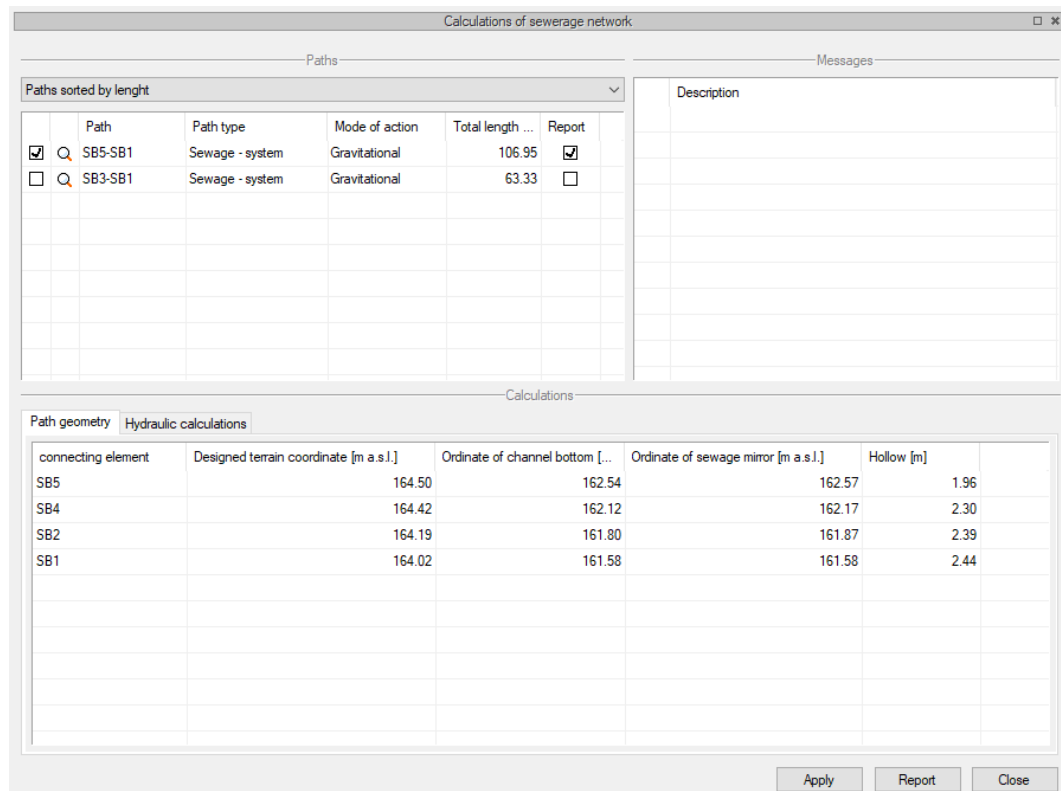 Calculations of sewerage network
Paths
Messages
Paths sorted by lenght
Description
Path Path type Mode of action Total length ... Report
SB5-SB1 Sewage - system Gravitational 106.95
SB3-SB1 Sewage - system Gravitational 63.33
Calculations
Path geometry Hydraulic calculations
connecting element Designed terrain coordinate [m a.s.l.] Ordinate of channel bottom [... Ordinate of sewage mirror [m a.s.l.] Hollow [m]
SB5 164.50 162.54 162.57 1.96
SB4 164.42 162.12 162.17 2.30
SB2 164.19 161.80 161.87 2.39
SB1 164.02 161.58 161.58 2.44
Apply Report Close